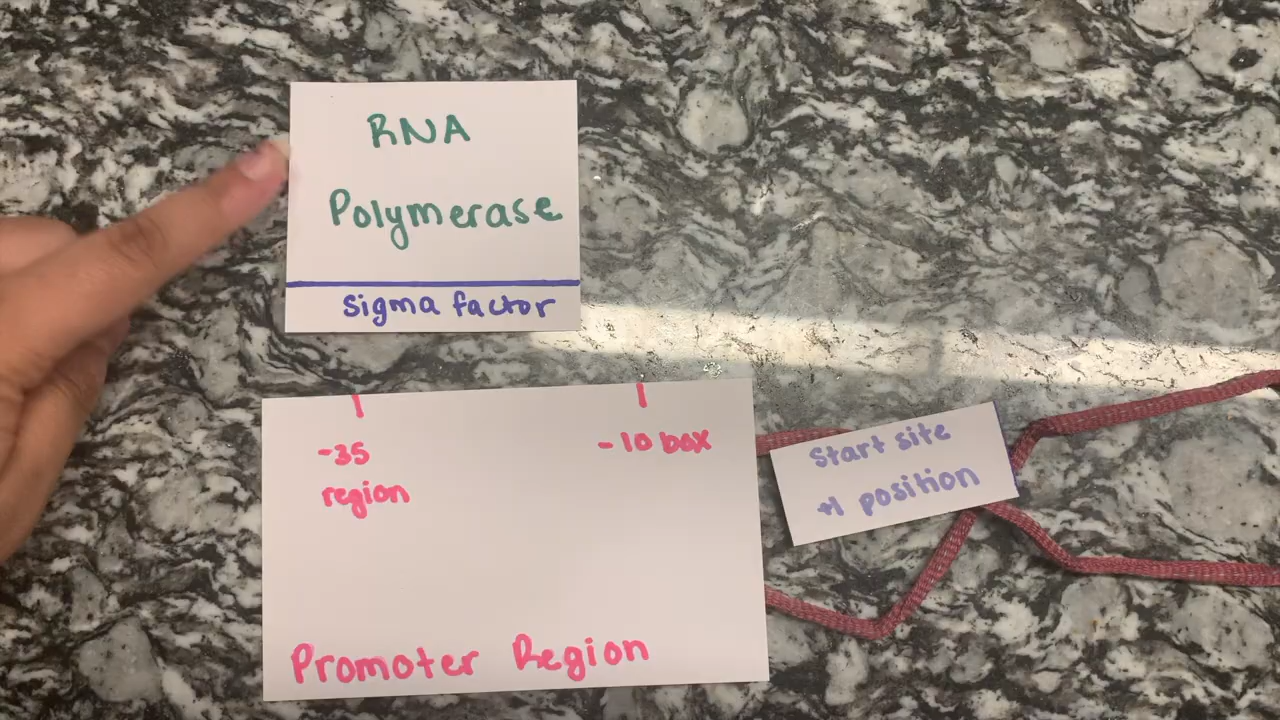 RNA
Polymerase
Sigma factor
-35
region
-10 box
Start site
+1 position
Promoter Region